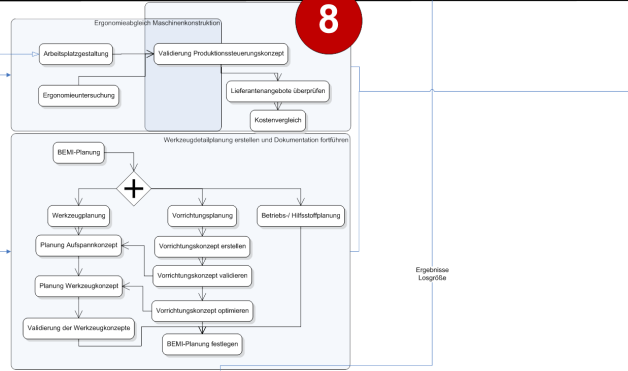 8
Ergonomieabgleich Maschinenkonstruktion
Arbeitsplatzgestaltung
Validierung Produktionssteuerungskonzept
Ergonomieuntersuchung
Lieferantenangebote überprüfen
Kostenvergleich
Werkzeugdetailplanung erstellen und Dokumentation fortführen
BEMI-Planung
Werkzeugplanung
Vorrichtungsplanung
Betriebs-/ Hilfsstoffplanung
Planung Aufspannkonzept
Vorrichtungskonzept erstellen
Vorrichtungskonzept validieren
Planung Werkzeugkonzept
Vorrichtungskonzept optimieren
Validierung der Werkzeugkonzepte
BEMI-Planung festlegen
Ergebnisse
Losgröße